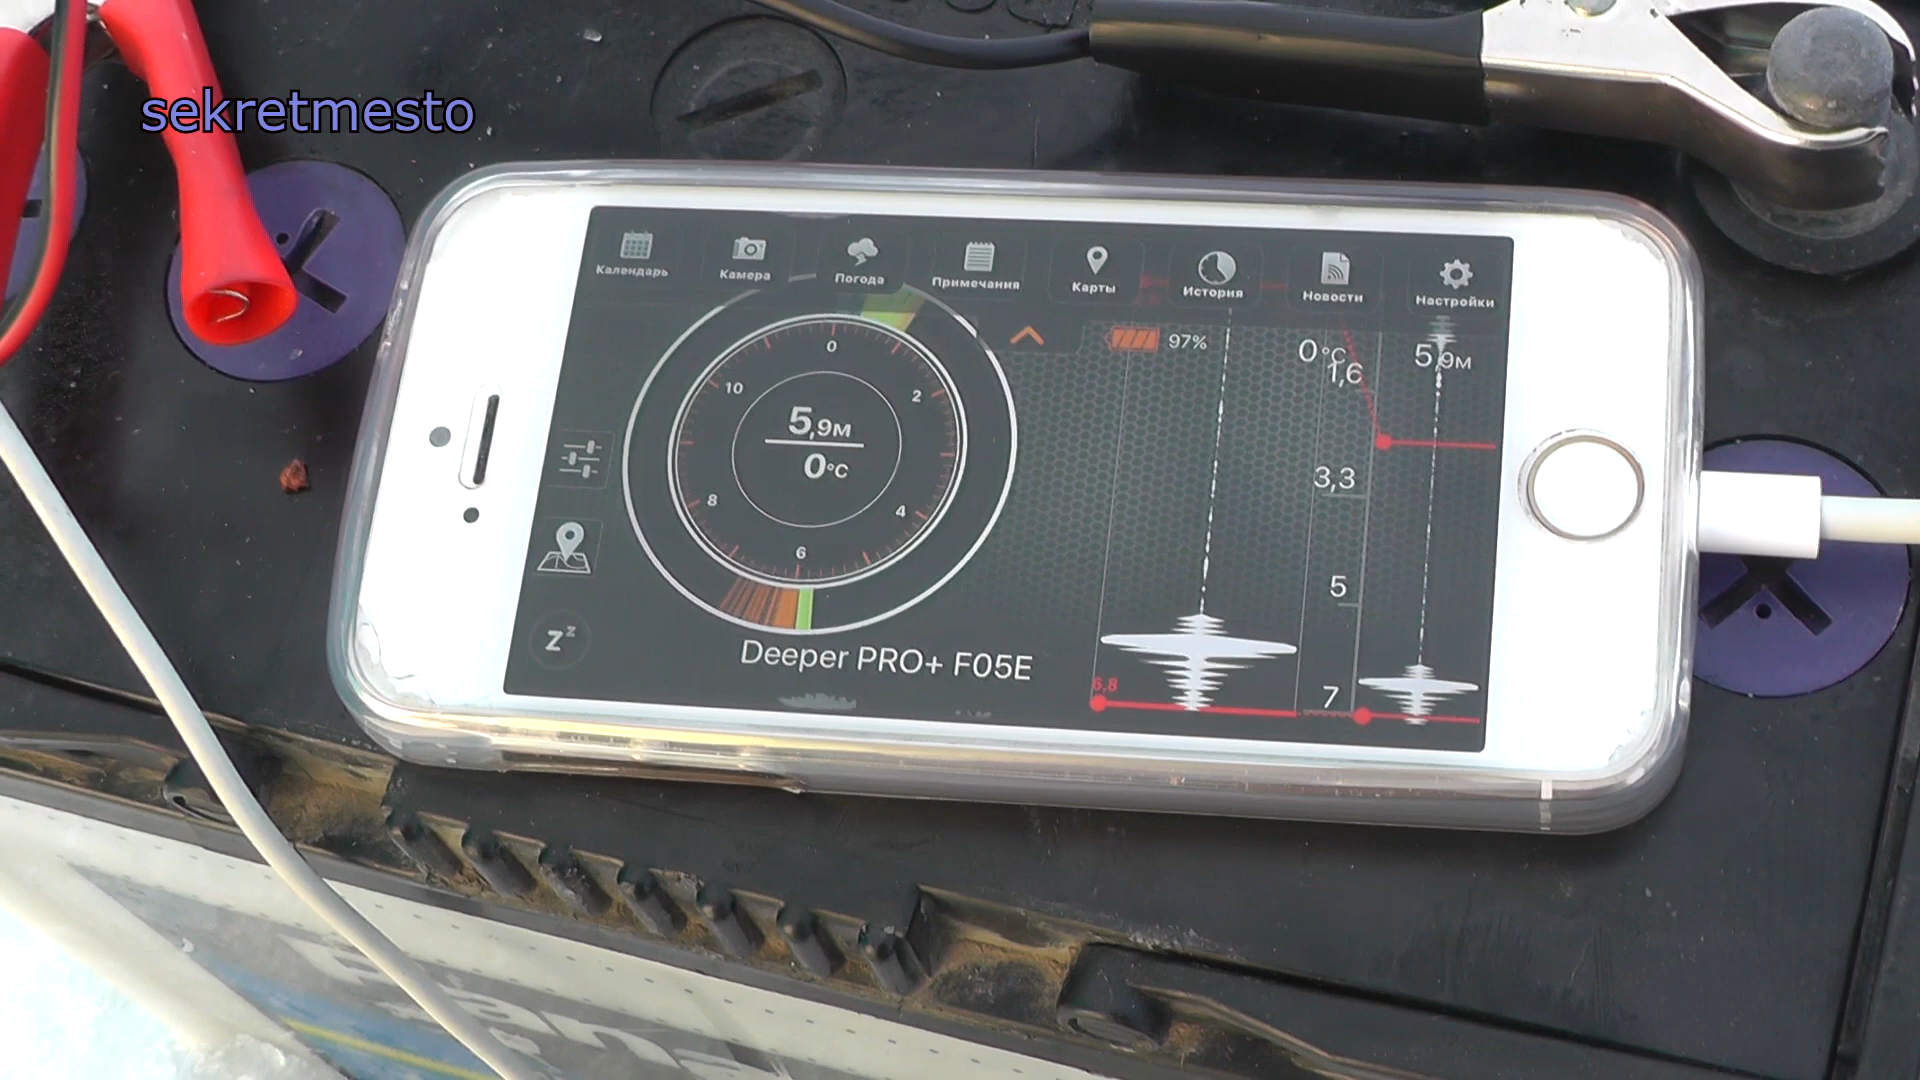 sekretmesto
Календарь
Камера
Погода
Примечания
Карты
История
Новости
Настройки
97%
0°C
5,9м
1,6
0
10
2
5,9м
0°C
3,3
8
4
6
5
Deeper PRO+ F05E
6,8
7
zz